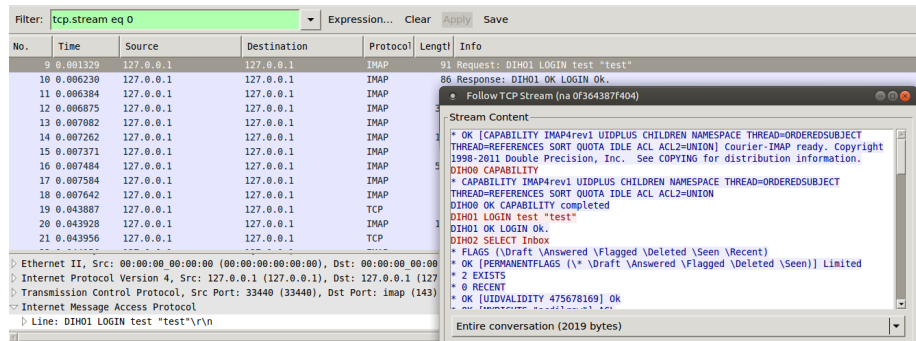 Filter: tcp.stream eq 0 Expression... Clear Apply Save
No. Time Source Destination Protocol Length Info
9 0.001329 127.0.0.1 127.0.0.1 IMAP 91 Request: DIHO1 LOGIN test "test"
10 0.006230 127.0.0.1 127.0.0.1 IMAP 86 Response: DIHO1 OK LOGIN Ok.
11 0.006384 127.0.0.1 127.0.0.1 IMAP
12 0.006875 127.0.0.1 127.0.0.1 IMAP 3
13 0.007082 127.0.0.1 127.0.0.1 IMAP
14 0.007262 127.0.0.1 127.0.0.1 IMAP 1
15 0.007371 127.0.0.1 127.0.0.1 IMAP
16 0.007484 127.0.0.1 127.0.0.1 IMAP 5
17 0.007584 127.0.0.1 127.0.0.1 IMAP
18 0.007642 127.0.0.1 127.0.0.1 IMAP
19 0.043887 127.0.0.1 127.0.0.1 TCP
20 0.043928 127.0.0.1 127.0.0.1 IMAP 1
21 0.043956 127.0.0.1 127.0.0.1 TCP
Ethernet II, Src: 00:00:00_00:00:00 (00:00:00:00:00:00), Dst: 00:00:00_00:00
Internet Protocol Version 4, Src: 127.0.0.1 (127.0.0.1), Dst: 127.0.0.1 (127
Transmission Control Protocol, Src Port: 33440 (33440), Dst Port: imap (143)
Internet Message Access Protocol
Line: DIHO1 LOGIN test "test"\r\n
Follow TCP Stream (na 0f364387f404)
Stream Content
* OK [CAPABILITY IMAP4rev1 UIDPLUS CHILDREN NAMESPACE THREAD=ORDEREDSUBJECT
THREAD=REFERENCES SORT QUOTA IDLE ACL ACL2=UNION] Courier-IMAP ready. Copyright
1998-2011 Double Precision, Inc. See COPYING for distribution information.
DIHO0 CAPABILITY
* CAPABILITY IMAP4rev1 UIDPLUS CHILDREN NAMESPACE THREAD=ORDEREDSUBJECT
THREAD=REFERENCES SORT QUOTA IDLE ACL ACL2=UNION
DIHO0 OK CAPABILITY completed
DIHO1 LOGIN test "test"
DIHO1 OK LOGIN Ok.
DIHO2 SELECT Inbox
* FLAGS (\Draft \Answered \Flagged \Deleted \Seen \Recent)
* OK [PERMANENTFLAGS (\* \Draft \Answered \Flagged \Deleted \Seen)] Limited
* 2 EXISTS
* 0 RECENT
* OK [UIDVALIDITY 475678169] Ok
Entire conversation (2019 bytes)